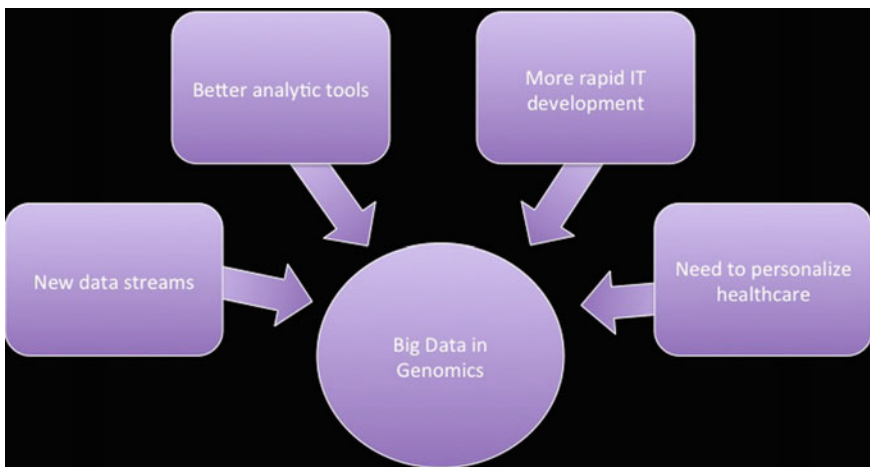 Better analytic tools
More rapid IT
development
New data streams
Need to personalize
healthcare
Big Data in
Genomics